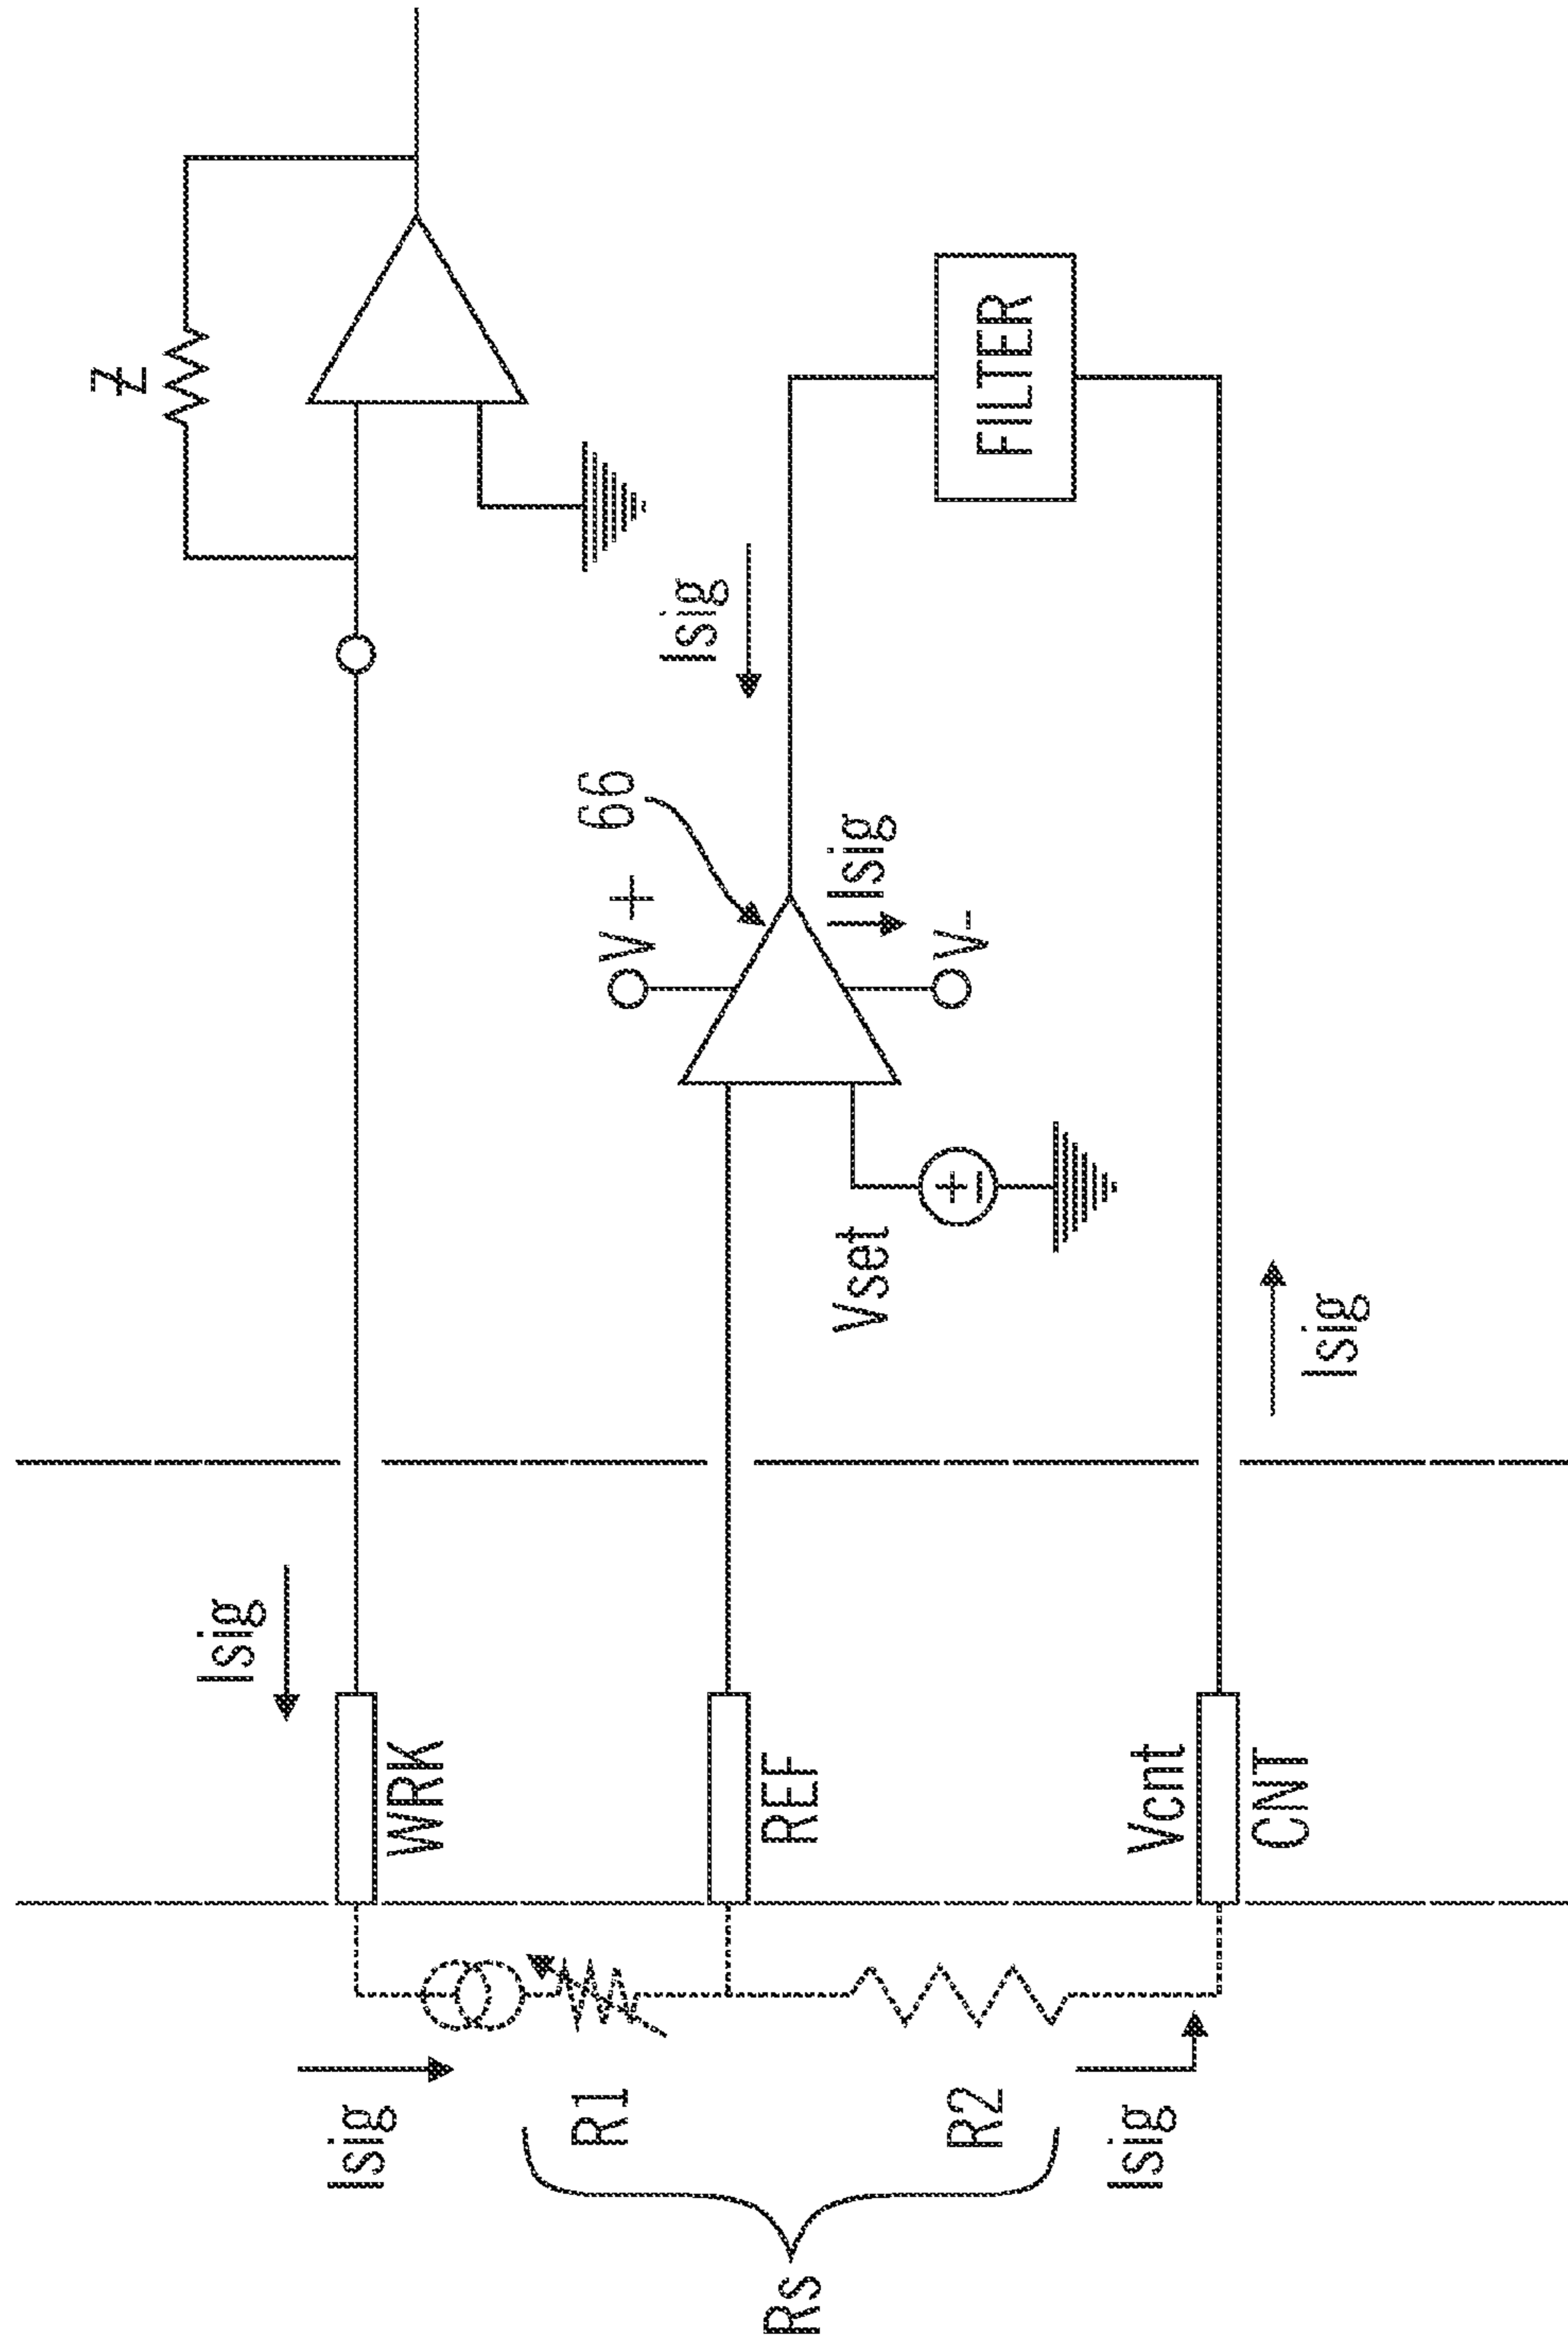 Z
Isig
66
V +
Isig
V-
FILTER
Vset
Isig
Isig
WRK
REF
Vcnt
CNT
Isig
R1
R2
Isig
Rs